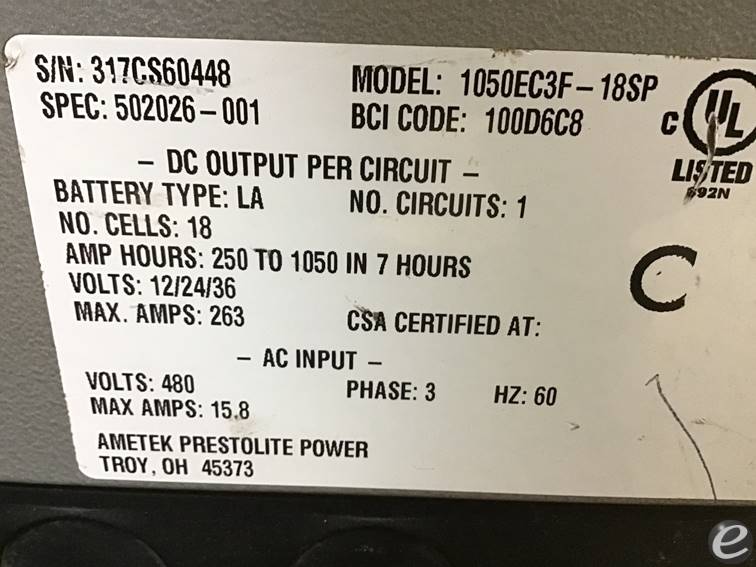 S/N: 317CS60448
MODEL: 1050EC3F-18SP
SPEC: 502026-001
BCI CODE: 100D6C8
C UL
LISTED
- DC OUTPUT PER CIRCUIT -
BATTERY TYPE: LA
NO. CIRCUITS: 1
NO. CELLS: 18
AMP HOURS: 250 TO 1050 IN 7 HOURS
VOLTS: 12/24/36
C
MAX. AMPS: 263
CSA CERTIFIED AT:
- AC INPUT -
VOLTS: 480
PHASE: 3
HZ: 60
MAX AMPS: 15.8
AMETEK PRESTOLITE POWER
TROY, OH 45373
e